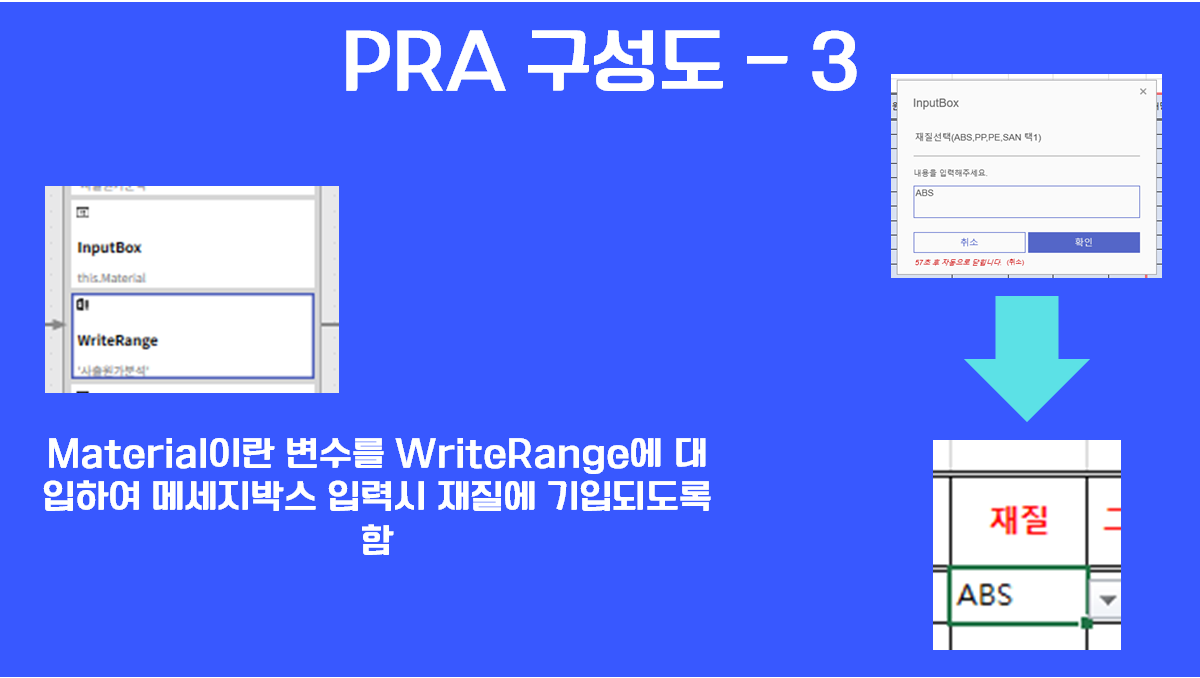 PRA 구성도 – 3
InputBox
재질선택(ABS,PP,PE,SAN 택1)
내용을 입력해주세요.
ABS
취소
확인
57초 후 자동으로 닫힙니다. (취소)
InputBox
this.Material
WriteRange
'사출원가분석'
Material이란 변수를 WriteRange에 대
입하여 메세지박스 입력시 재질에 기입되도록
함
재질
ABS